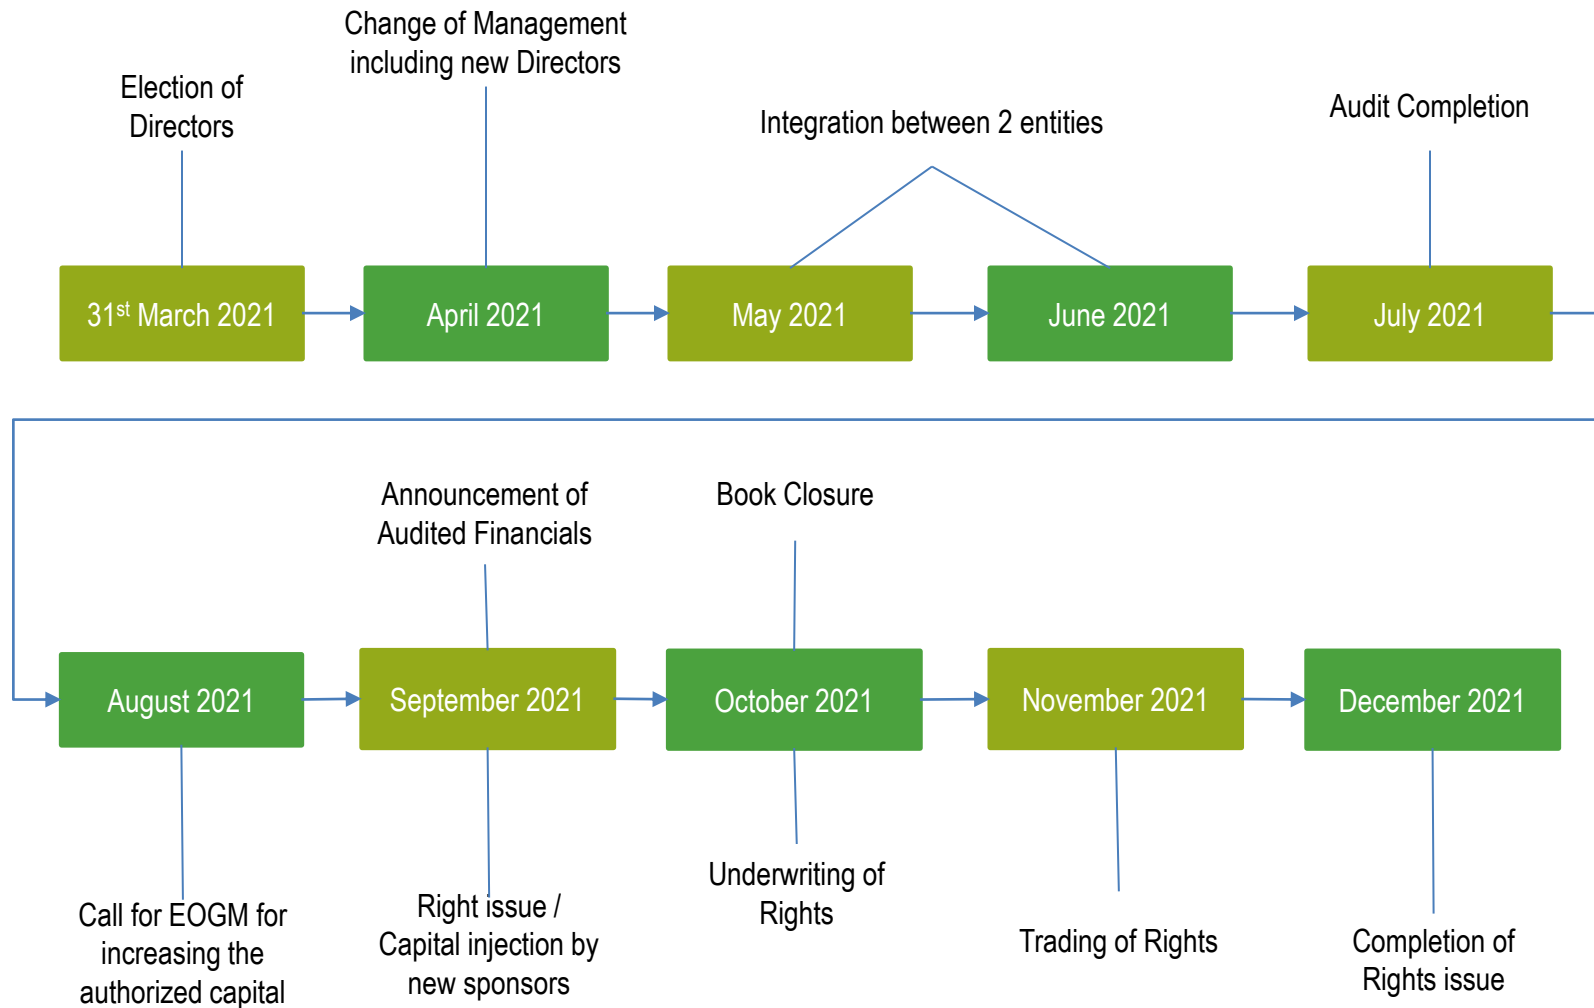 Change of Management
including new Directors
Election of
Directors
Integration between 2 entities
Audit Completion
31st March 2021
April 2021
May 2021
June 2021
July 2021
Announcement of
Audited Financials
Book Closure
August 2021
September 2021
October 2021
November 2021
December 2021
Call for EOGM for
increasing the
authorized capital
Right issue /
Capital injection by
new sponsors
Underwriting of
Rights
Trading of Rights
Completion of
Rights issue